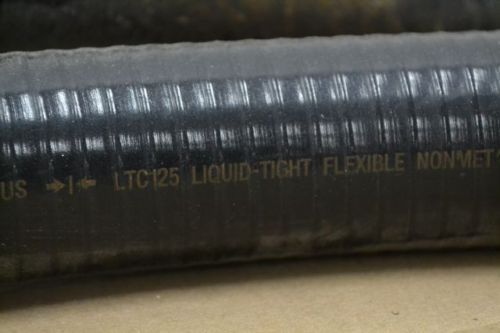 US →|← LTC125 LIQUID-TIGHT FLEXIBLE NONMET